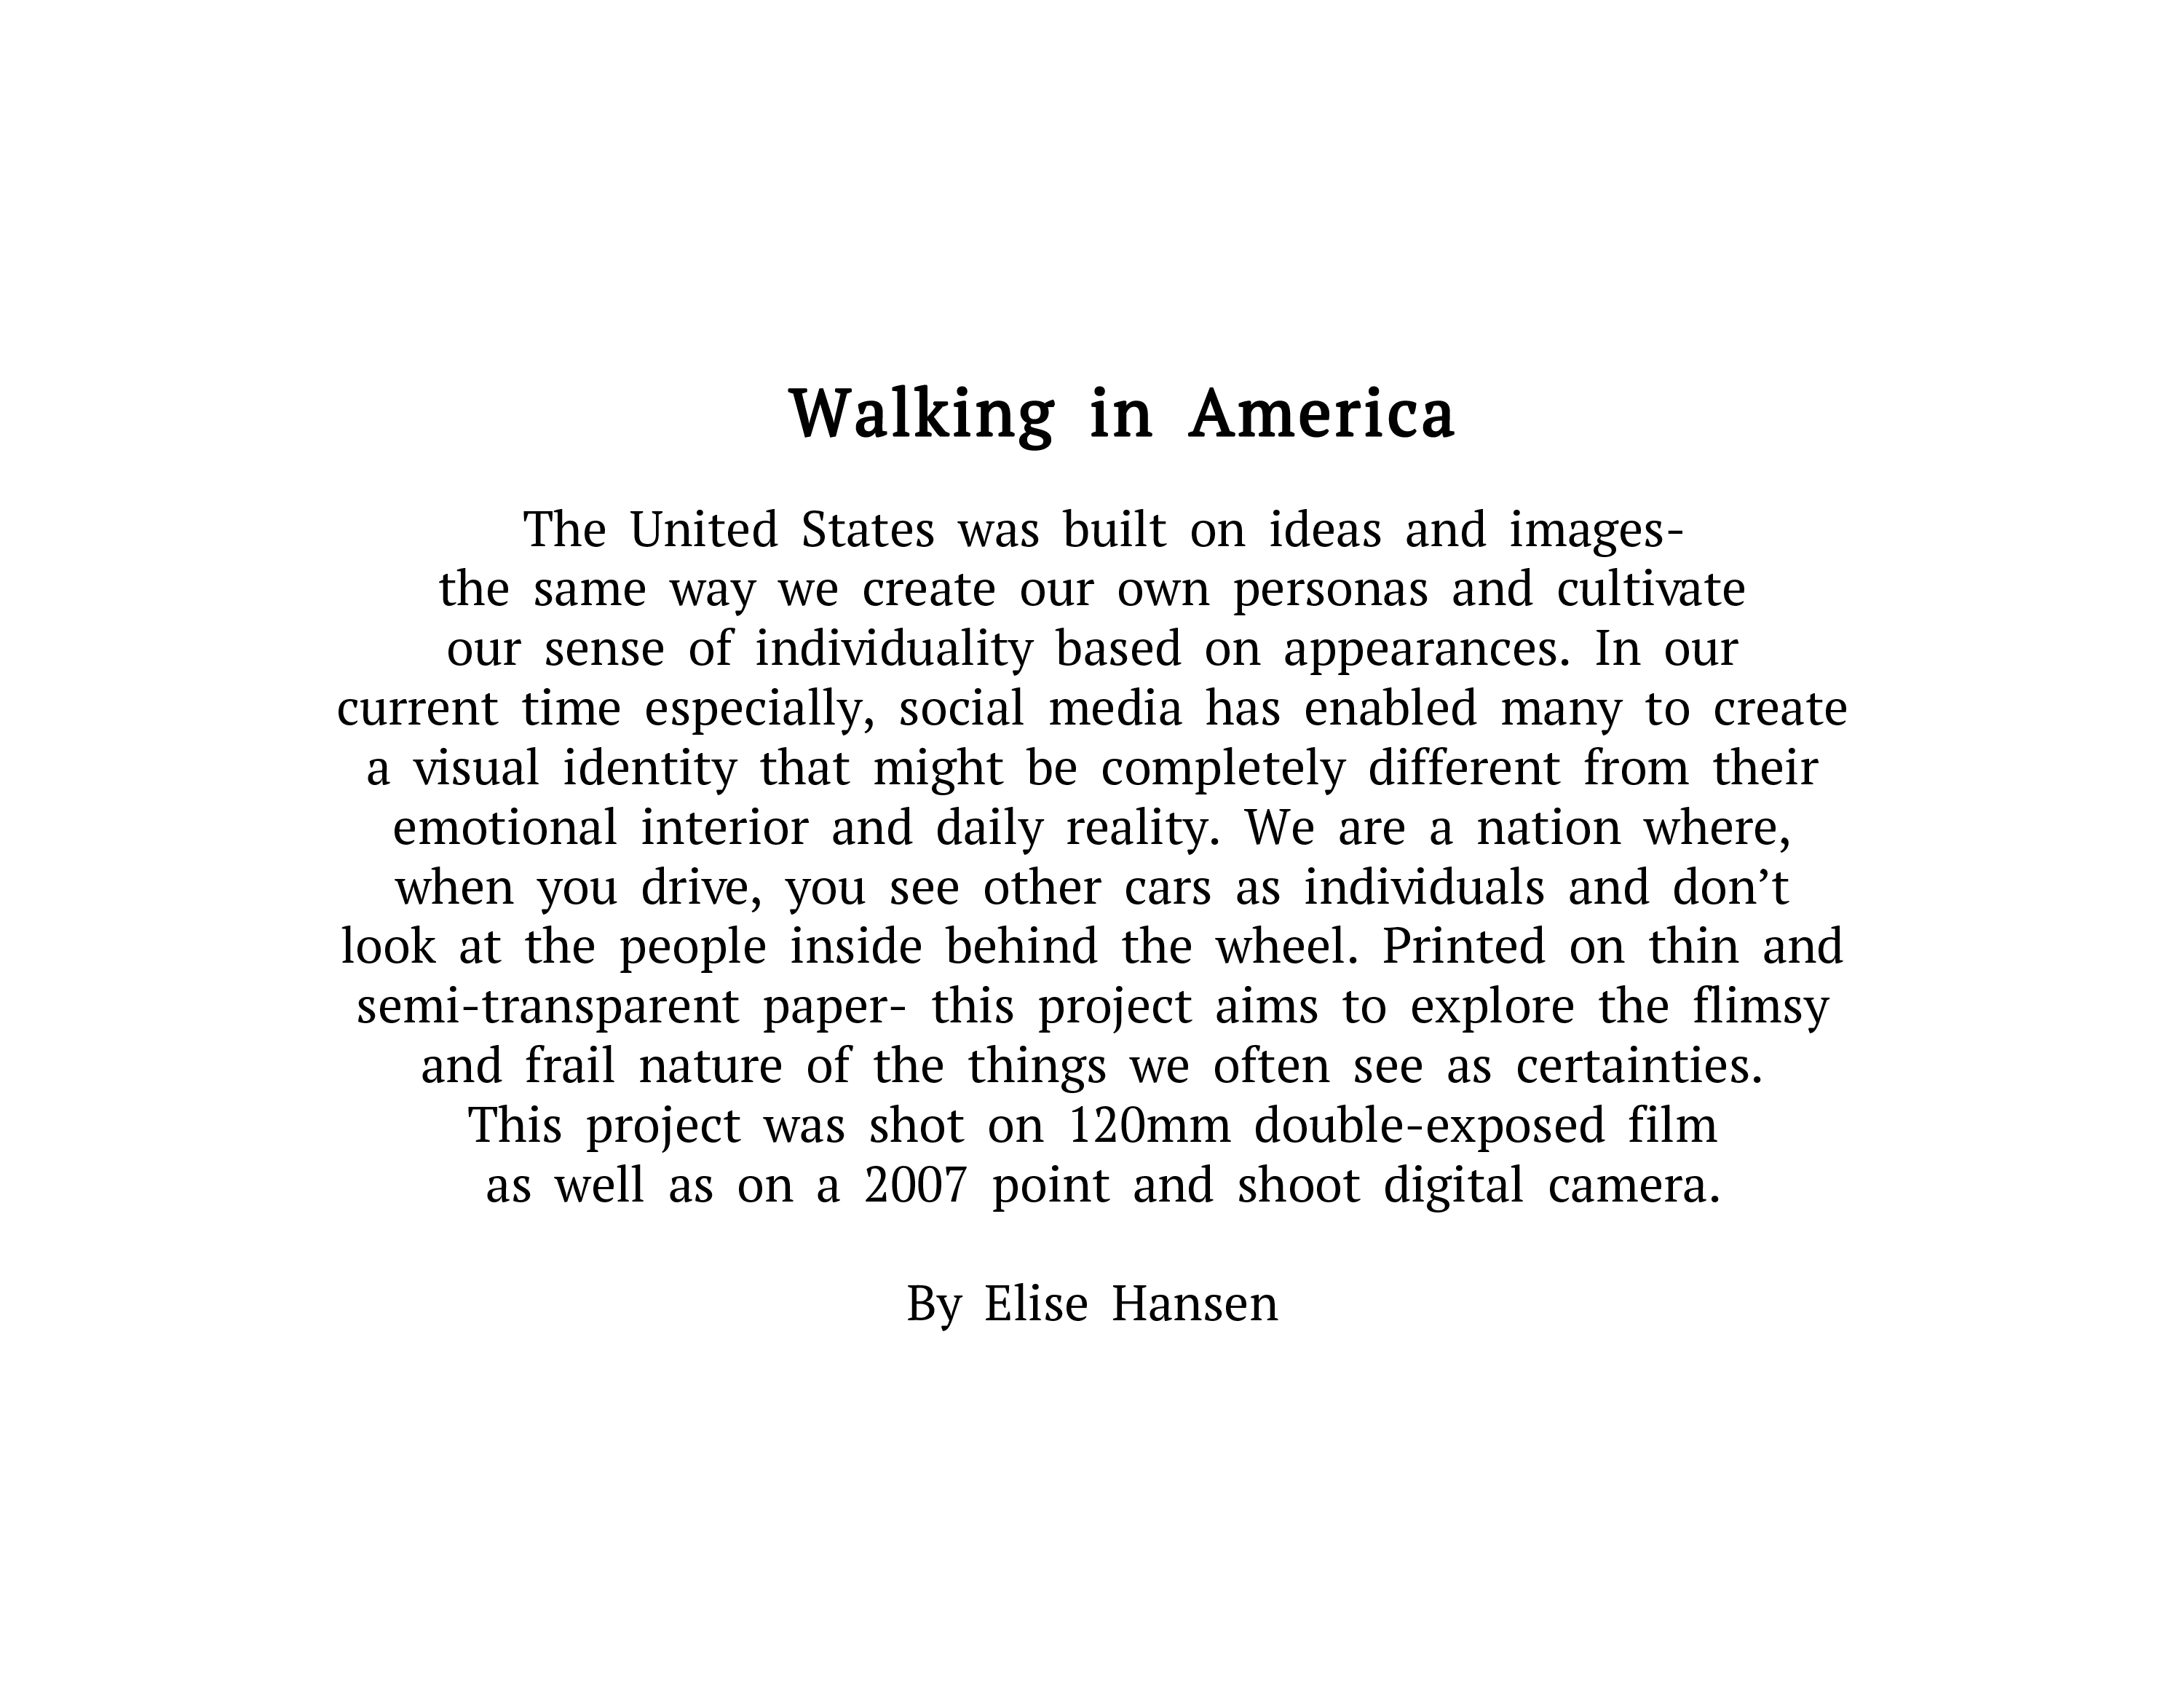 Walking in America
The United States was built on ideas and images-
the same way we create our own personas and cultivate
our sense of individuality based on appearances. In our
current time especially, social media has enabled many to create
a visual identity that might be completely different from their
emotional interior and daily reality. We are a nation where,
when you drive, you see other cars as individuals and don’t
look at the people inside behind the wheel. Printed on thin and
semi-transparent paper- this project aims to explore the flimsy
and frail nature of the things we often see as certainties.
This project was shot on 120mm double-exposed film
as well as on a 2007 point and shoot digital camera.
By Elise Hansen